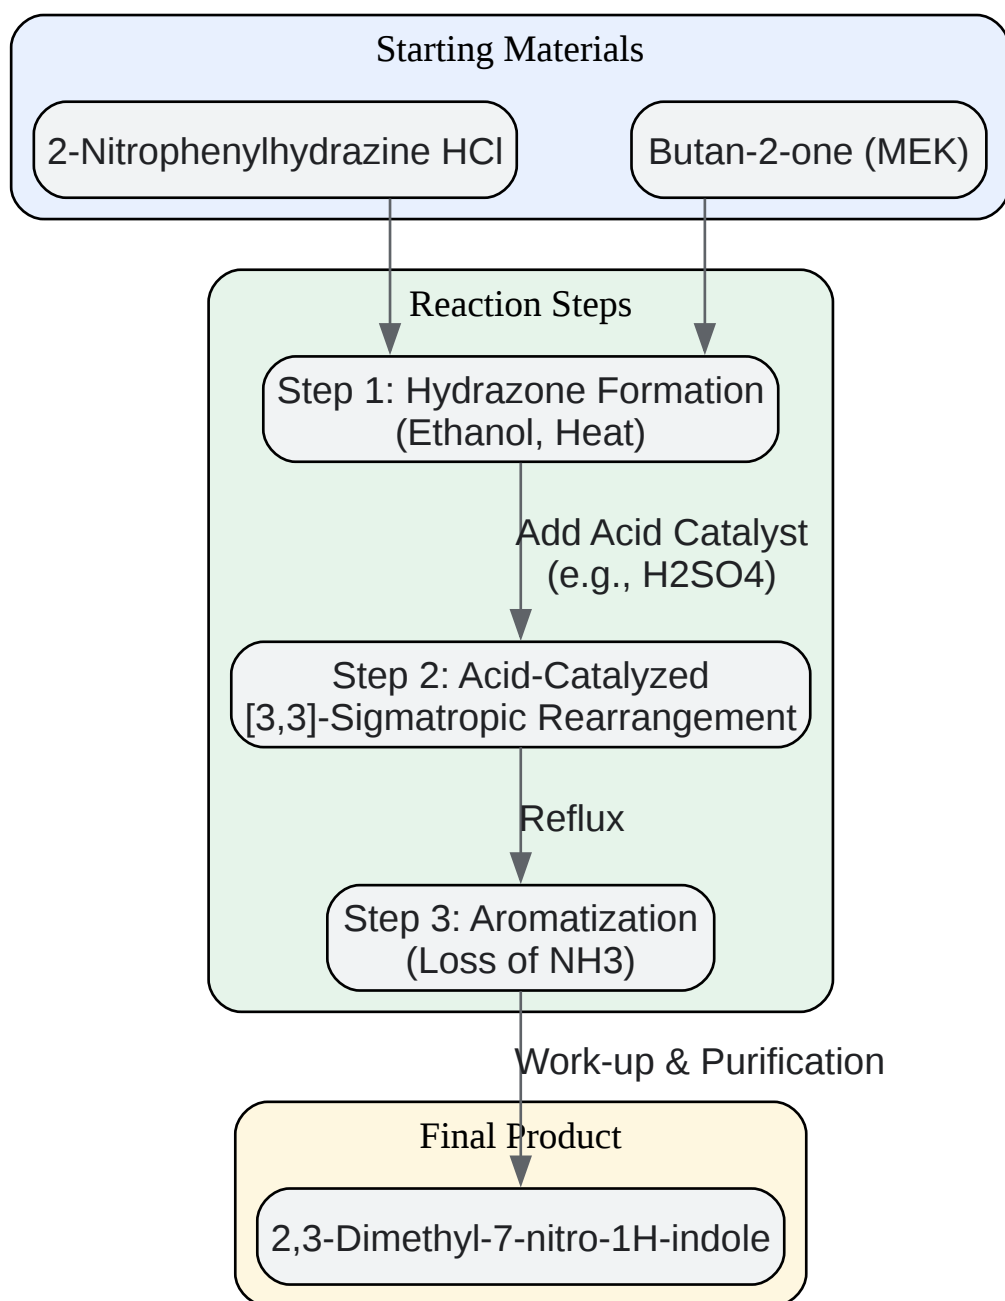 Starting Materials
2-Nitrophenylhydrazine HCl
Butan-2-one (MEK)
Reaction Steps
Step 1: Hydrazone Formation
(Ethanol, Heat)
Add Acid Catalyst
(e.g., H2SO4)
Step 2: Acid-Catalyzed
[3,3]-Sigmatropic Rearrangement
Reflux
Step 3: Aromatization
(Loss of NH3)
Work-up & Purification
Final Product
2,3-Dimethyl-7-nitro-1H-indole